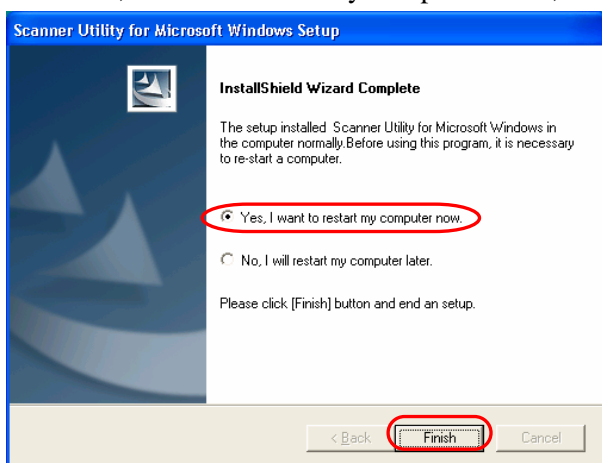 Scanner Utility for Microsoft Windows Setup
InstallShield Wizard Complete
The setup installed Scanner Utility for Microsoft Windows in
the computer normally.Before using this program, it is necessary
to re-start a computer.
Yes, I want to restart my computer now.
No, I will restart my computer later.
Please click [Finish] button and end an setup.
< Back
Finish
Cancel